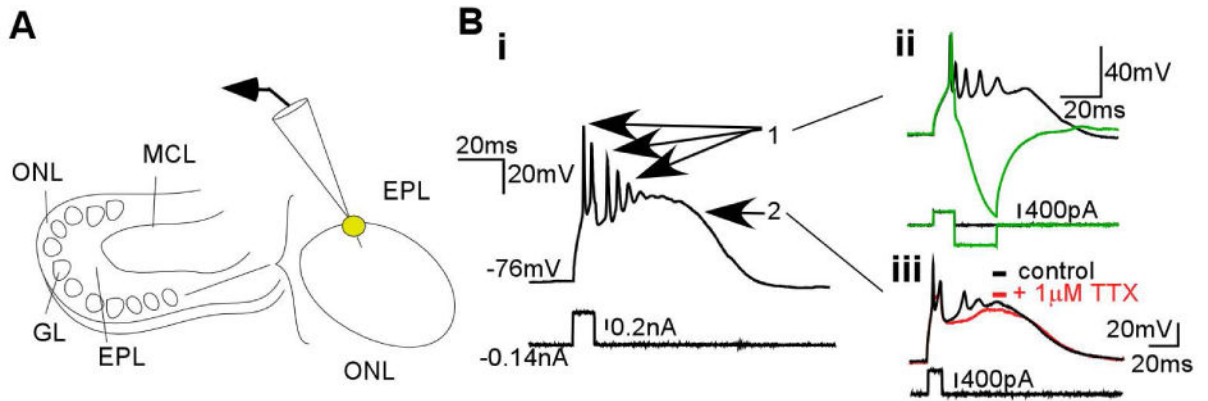 A
ONL
MCL
EPL
GL
EPL
ONL
B
i
20ms
20mV
1
2
-76mV
0.2nA
-0.14nA
ii
40mV
20ms
400pA
iii
control
+ 1μM TTX
20mV
20ms
400pA